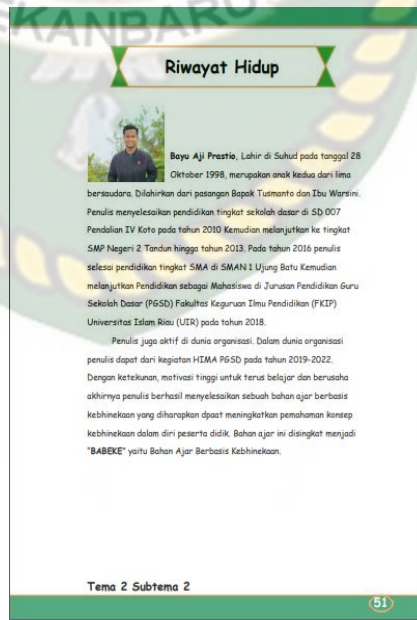 EKANBARU
Riwayat Hidup
Bayu Aji Prastio, Lahir di Suhud pada tanggal 28
Oktober 1998, merupakan anak kedua dari lima
bersaudara. Dilahirkan dari pasangan Bapak Tusmanto dan Ibu Warsini.
Penulis menyelesaikan pendidikan tingkat sekolah dasar di SD 007
Pendalian IV Koto pada tahun 2010 Kemudian melanjutkan ke tingkat
SMP Negeri 2 Tandun hingga tahun 2013. Pada tahun 2016 penulis
selesai pendidikan tingkat SMA di SMAN 1 Ujung Batu Kemudian
melanjutkan Pendidikan sebagai Mahasiswa di Jurusan Pendidikan Guru
Sekolah Dasar (PGSD) Fakultas Keguruan Ilmu Pendidikan (FKIP)
Universitas Islam Riau (UIR) pada tahun 2018.
Penulis juga aktif di dunia organisasi. Dalam dunia organisasi
penulis dapat dari kegiatan HIMA PGSD pada tahun 2019-2022.
Dengan ketekunan, motivasi tinggi untuk terus belajar dan berusaha
akhirnya penulis berhasil menyelesaikan sebuah bahan ajar berbasis
kebhinekaan yang diharapkan dpaat meningkatkan pemahaman konsep
kebhinekaan dalam diri peserta didik. Bahan ajar ini disingkat menjadi
"BABEKE" yaitu Bahan Ajar Berbasis Kebhinekaan.
Tema 2 Subtema 2
51